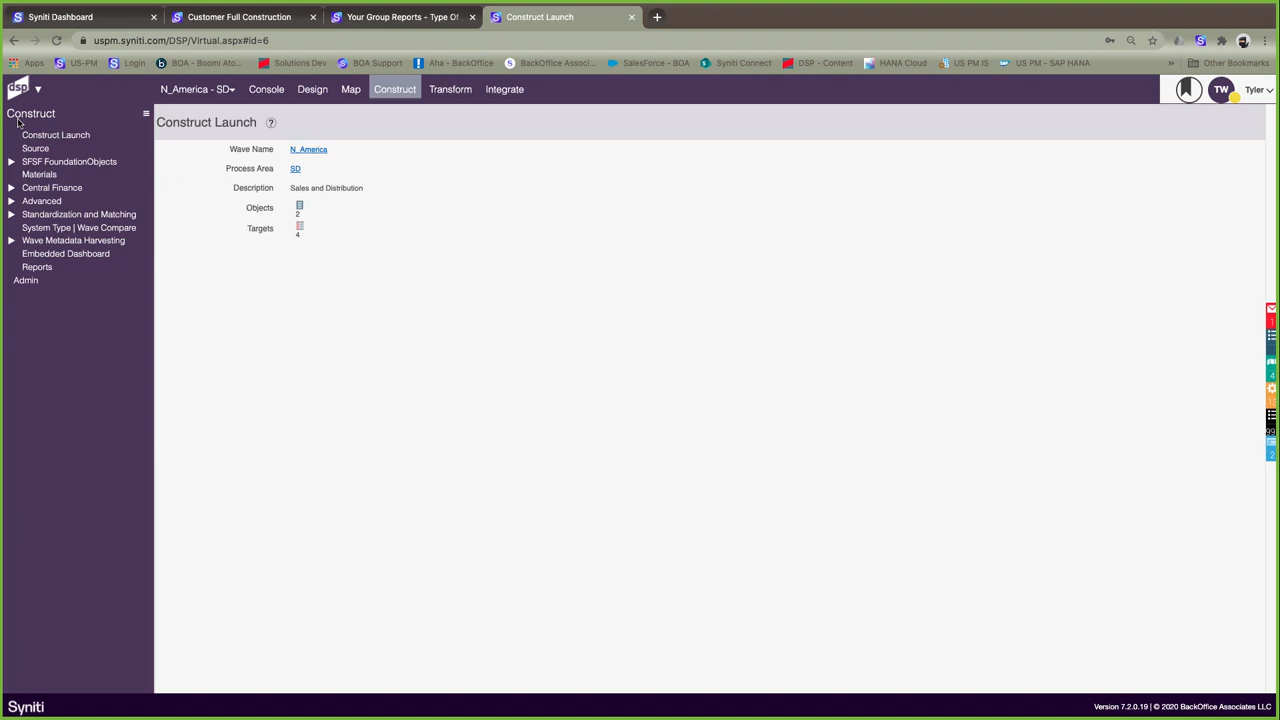 Syniti Dashboard
Customer Full Construction
Your Group Reports - Type Of
Construct Launch
uspm.syniti.com/DSP/Virtual.aspx#id=6
Apps
US-PM
Login
BOA - Boomi Ato...
Solutions Dev
BOA Support
Aha - BackOffice
BackOffice Associ...
SalesForce - BOA
Syniti Connect
DSP - Content
HANA Cloud
US PM IS
US PM - SAP HANA
Other Bookmarks
dsp
N_America - SD
Console
Design
Map
Construct
Transform
Integrate
TW
Tyler
Construct
Construct Launch
Source
SFSF FoundationObjects
Materials
Central Finance
Advanced
Standardization and Matching
System Type | Wave Compare
Wave Metadata Harvesting
Embedded Dashboard
Reports
Admin
Construct Launch ?
Wave Name N_America
Process Area SD
Description Sales and Distribution
Objects 2
Targets 4
1
4
99
2
Syniti
Version 7.2.0.19 | © 2020 BackOffice Associates LLC